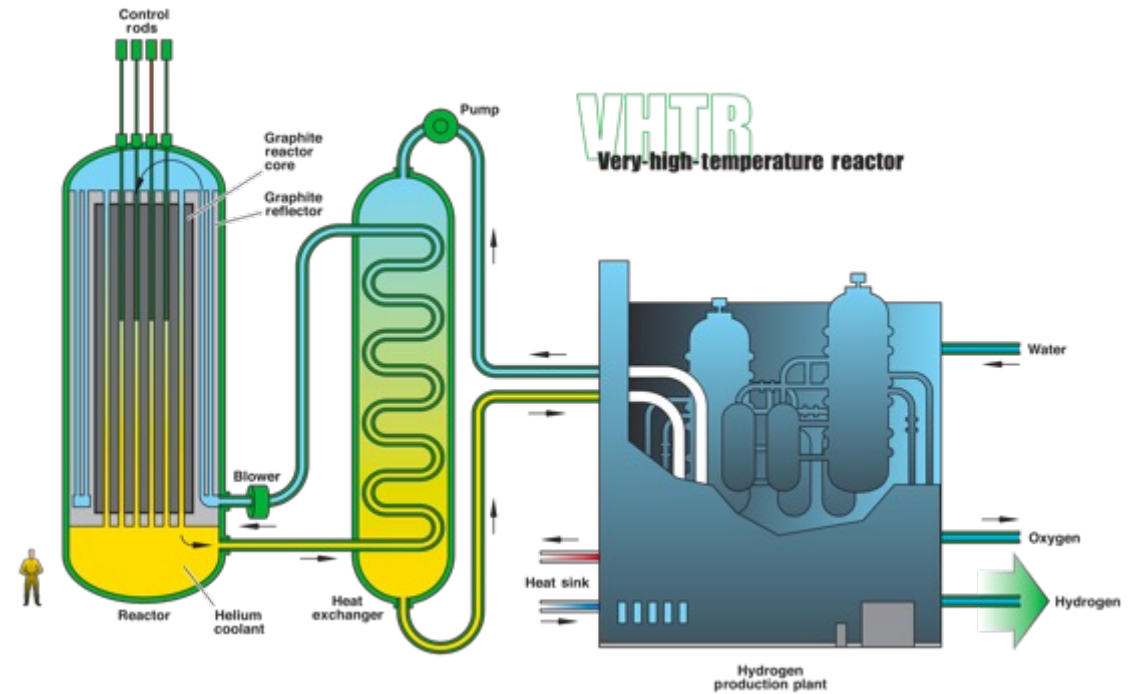 Control
rods
Pump
VHTR
Very-high-temperature reactor
Graphite
reactor
core
Graphite
reflector
Water
Blower
Oxygen
Heat sink
Hydrogen
Reactor
Helium
coolant
Heat
exchanger
Hydrogen
production plant